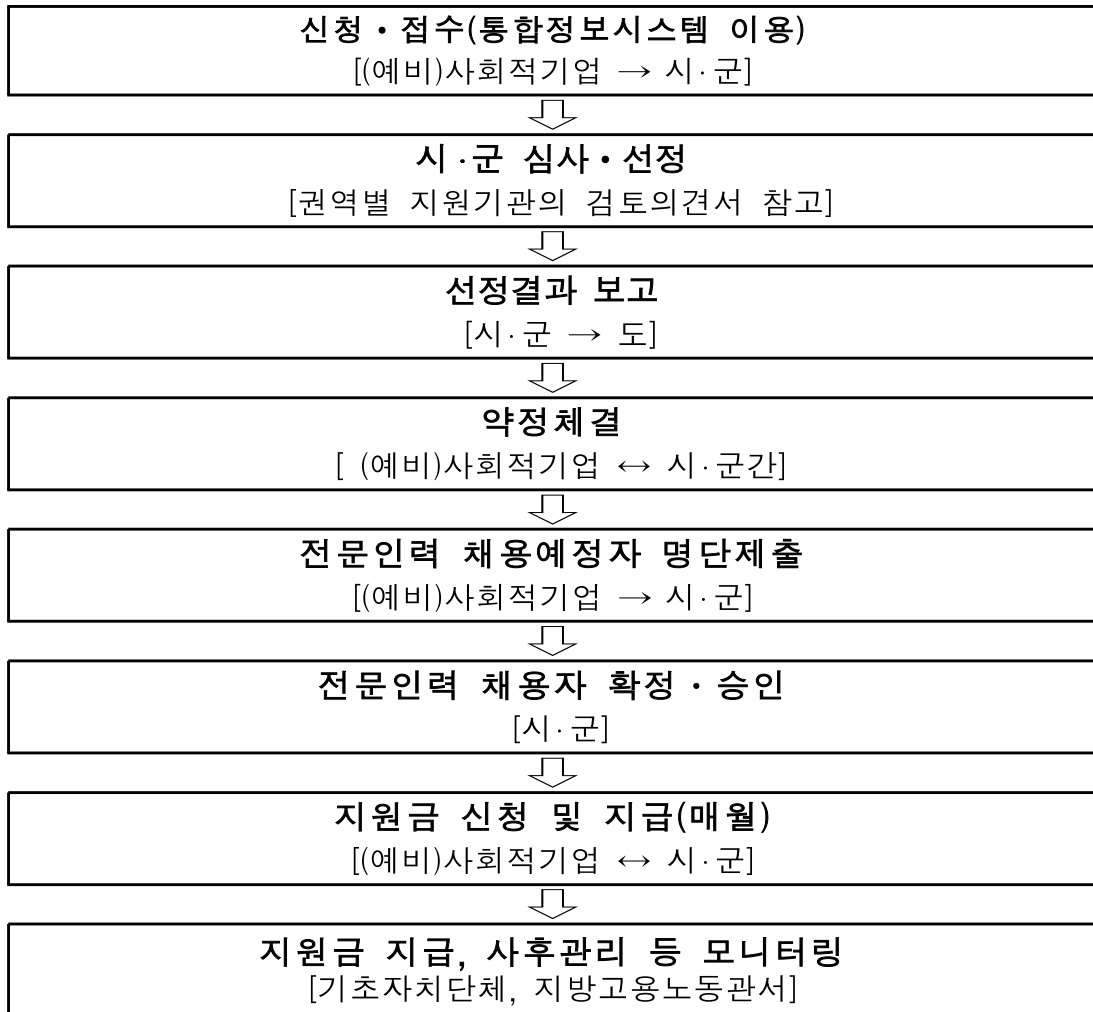 신청·접수(통합정보시스템 이용)
[(예비)사회적기업 → 시·군]
시·군 심사·선정
[권역별 지원기관의 검토의견서 참고]
선정결과 보고
[시·군 → 도]
약정체결
[ (예비)사회적기업 ↔ 시·군간]
전문인력 채용예정자 명단제출
[(예비)사회적기업 → 시·군]
전문인력 채용자 확정·승인
[시·군]
지원금 신청 및 지급(매월)
[(예비)사회적기업 ↔ 시·군]
지원금 지급, 사후관리 등 모니터링
[기초자치단체, 지방고용노동관서]